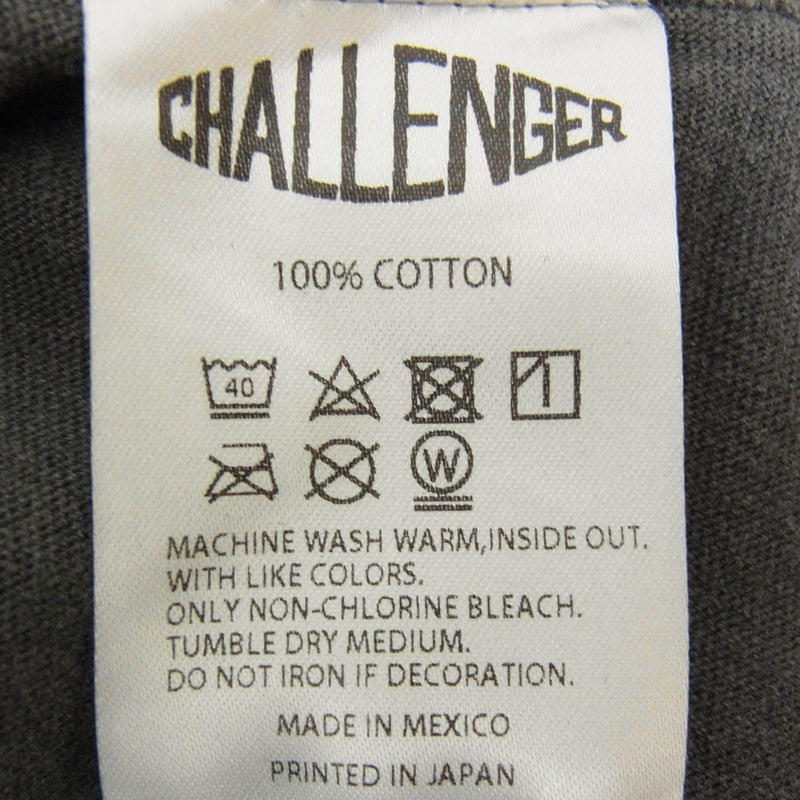 CHALLENGER
100% COTTON
40
W
MACHINE WASH WARM,INSIDE OUT.
WITH LIKE COLORS.
ONLY NON-CHLORINE BLEACH.
TUMBLE DRY MEDIUM.
DO NOT IRON IF DECORATION.
MADE IN MEXICO
PRINTED IN JAPAN